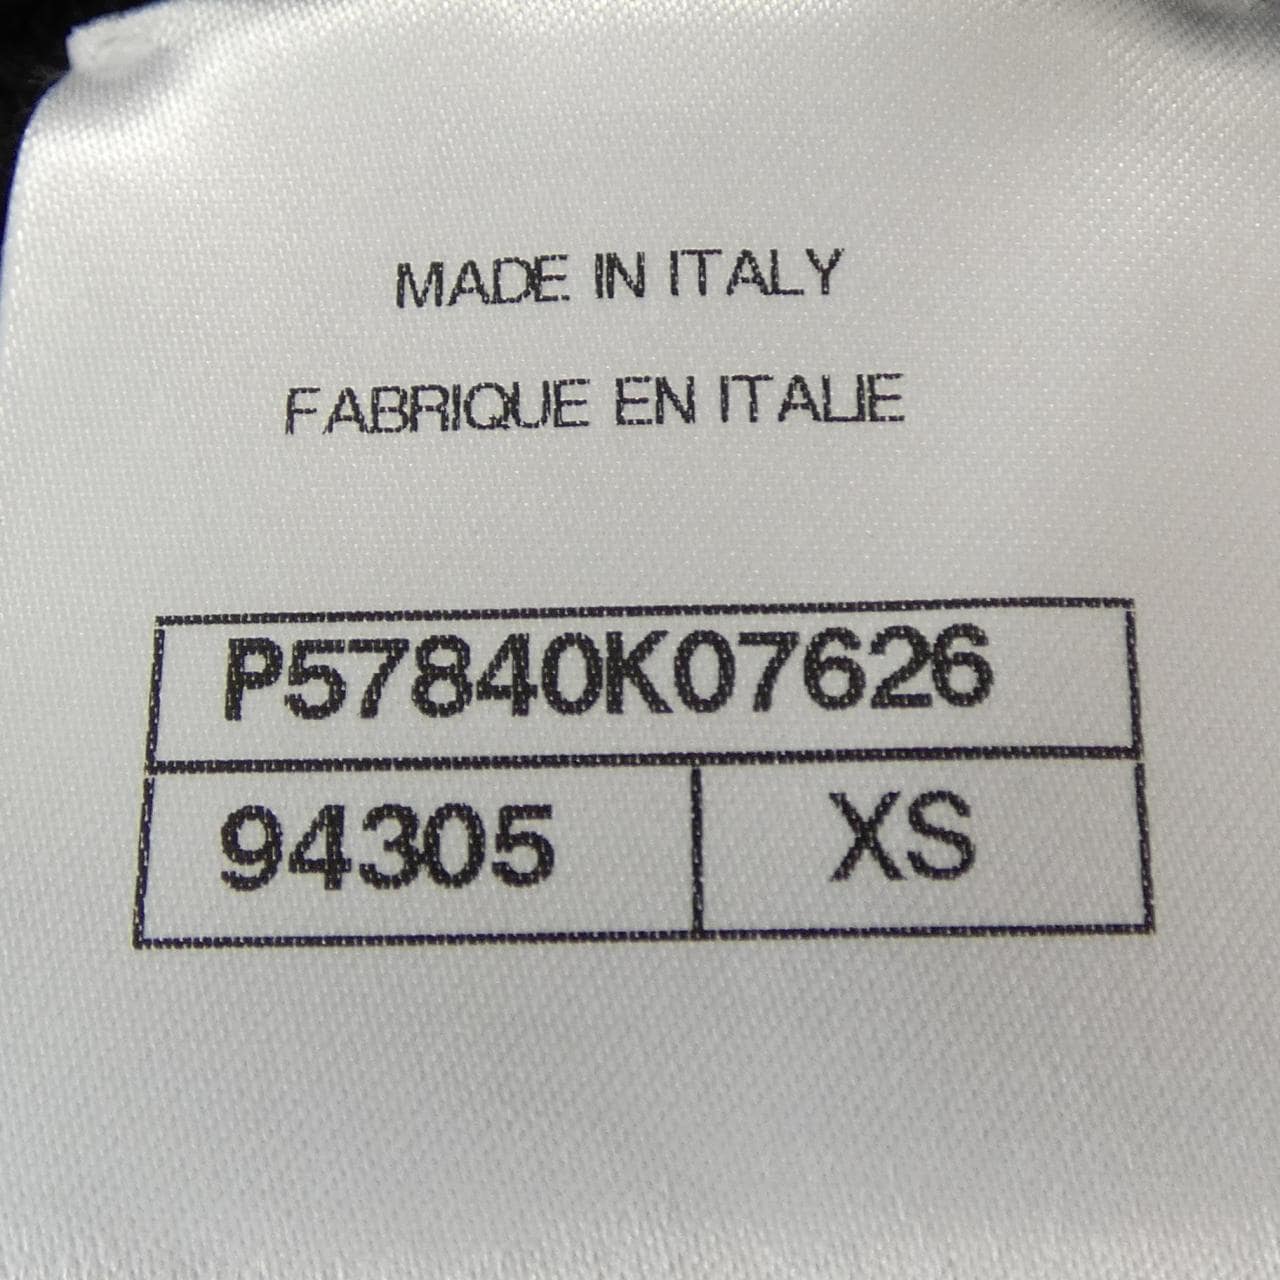 MADE IN ITALY
FABRIQUE EN ITALIE
P57840K07626
94305 XS